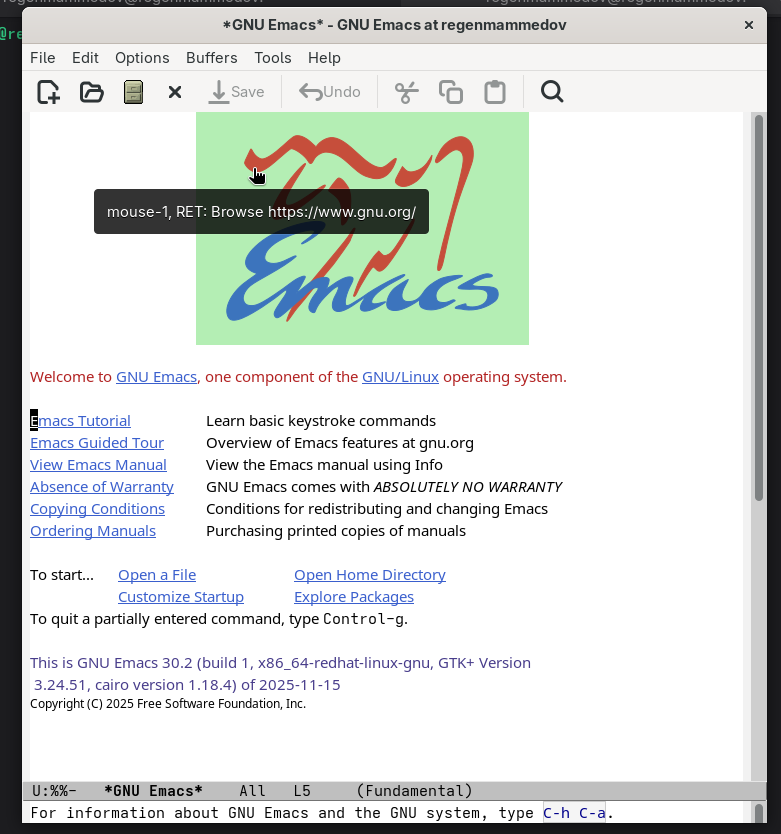 regenmammedov@regenmammedov:~ regenmammedov@regenmammedov:~
*GNU Emacs* - GNU Emacs at regenmammedov
@re
File Edit Options Buffers Tools Help
Save Undo
mouse-1, RET: Browse https://www.gnu.org/
Emacs
Welcome to GNU Emacs, one component of the GNU/Linux operating system.
Emacs Tutorial Learn basic keystroke commands
Emacs Guided Tour Overview of Emacs features at gnu.org
View Emacs Manual View the Emacs manual using Info
Absence of Warranty GNU Emacs comes with ABSOLUTELY NO WARRANTY
Copying Conditions Conditions for redistributing and changing Emacs
Ordering Manuals Purchasing printed copies of manuals
To start... Open a File Open Home Directory
Customize Startup Explore Packages
To quit a partially entered command, type Control-g.
This is GNU Emacs 30.2 (build 1, x86_64-redhat-linux-gnu, GTK+ Version
3.24.51, cairo version 1.18.4) of 2025-11-15
Copyright (C) 2025 Free Software Foundation, Inc.
U:%%- *GNU Emacs* All L5 (Fundamental)
For information about GNU Emacs and the GNU system, type C-h C-a.